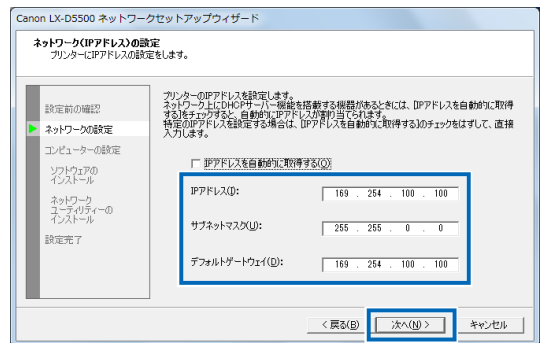 Canon LX-D5500 ネットワークセットアップウィザード
ネットワーク(IPアドレス)の設定
プリンターにIPアドレスの設定をします。
設定前の確認
ネットワークの設定
コンピューターの設定
ソフトウェアの
インストール
ネットワーク
ユーティリティーの
インストール
設定完了
プリンターのIPアドレスを設定します。
ネットワーク上にDHCPサーバー機能を搭載する機器があるときには、[IPアドレスを自動的に取得
する]をチェックすると、自動的にIPアドレスが割り当てられます。
特定のIPアドレスを設定する場合は、[IPアドレスを自動的に取得する]のチェックをはずして、直接
入力します。
IPアドレスを自動的に取得する(O)
IPアドレス(I): 169 . 254 . 100 . 100
サブネットマスク(U): 255 . 255 . 0 . 0
デフォルトゲートウェイ(D): 169 . 254 . 100 . 100
< 戻る(B) 次へ(N) > キャンセル